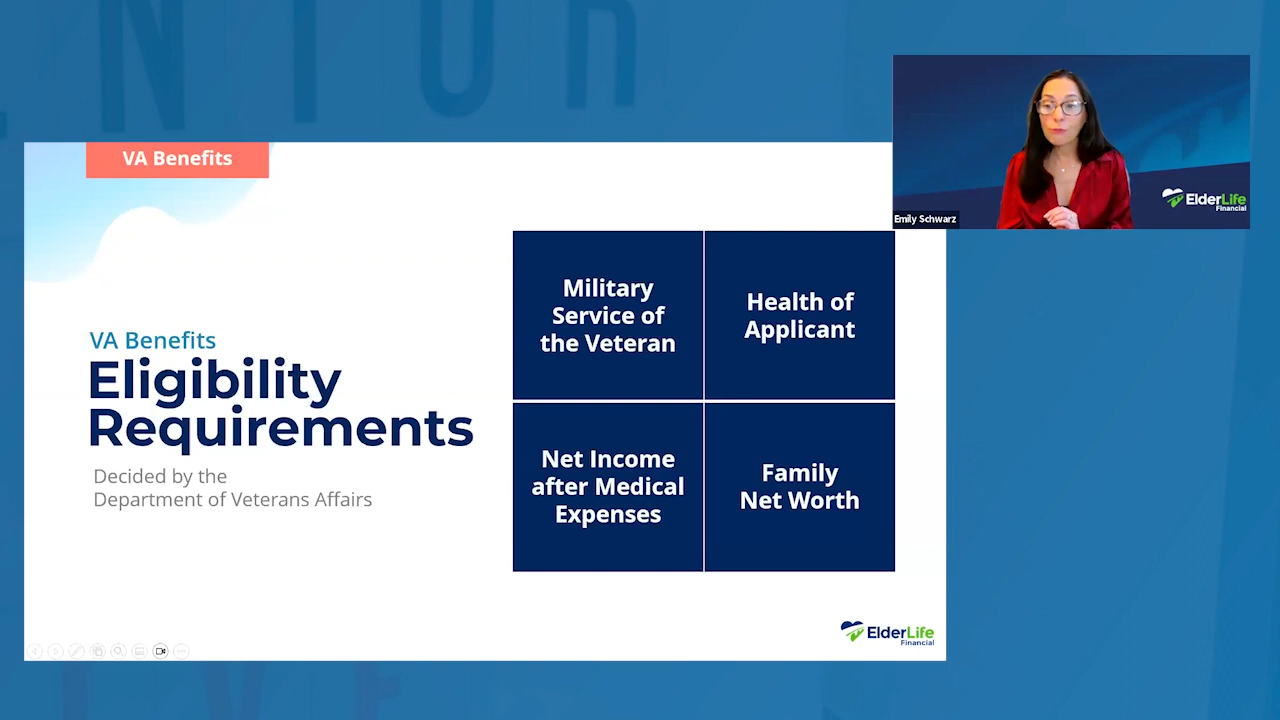 VA Benefits
VA Benefits
Eligibility
Requirements
Decided by the
Department of Veterans Affairs
Military
Service of
the Veteran
Health of
Applicant
Net Income
after Medical
Expenses
Family
Net Worth
ElderLife
Financial
Emily Schwarz
ElderLife
Financial